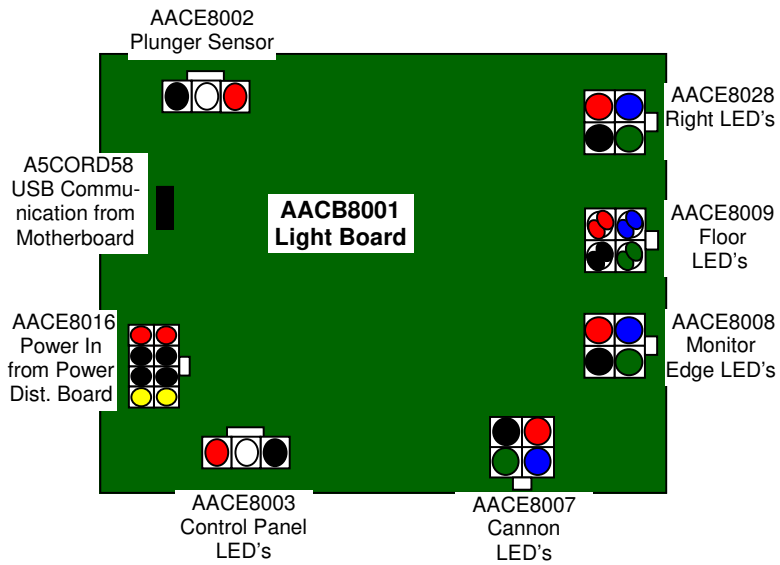 AACE8002
Plunger Sensor
AACE8028
Right LED's
A5CORD58
USB Commu-
nication from
Motherboard
AACB8001
Light Board
AACE8009
Floor
LED's
AACE8016
Power In
from Power
Dist. Board
AACE8008
Monitor
Edge LED's
AACE8003
Control Panel
LED's
AACE8007
Cannon
LED's